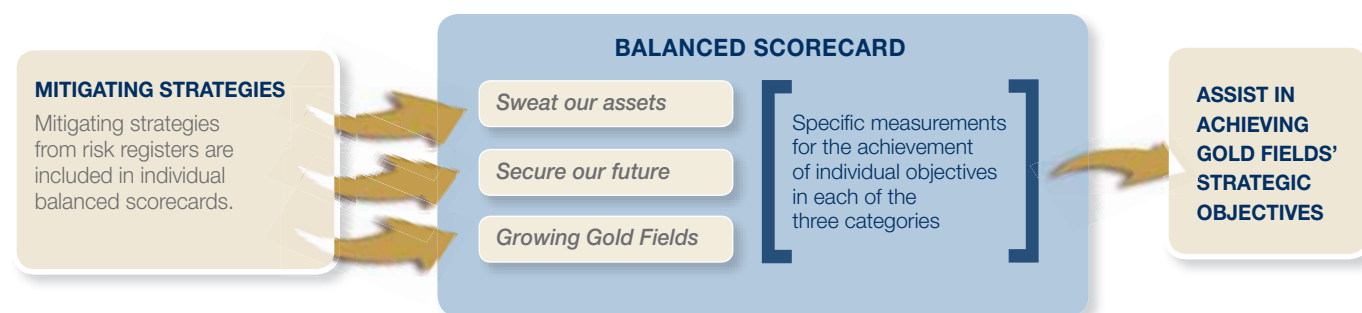 MITIGATING STRATEGIES
Mitigating strategies
from risk registers are
included in individual
balanced scorecards.
BALANCED SCORECARD
Sweat our assets
Secure our future
Growing Gold Fields
Specific measurements
for the achievement
of individual objectives
in each of the
three categories
ASSIST IN
ACHIEVING
GOLD FIELDS’
STRATEGIC
OBJECTIVES